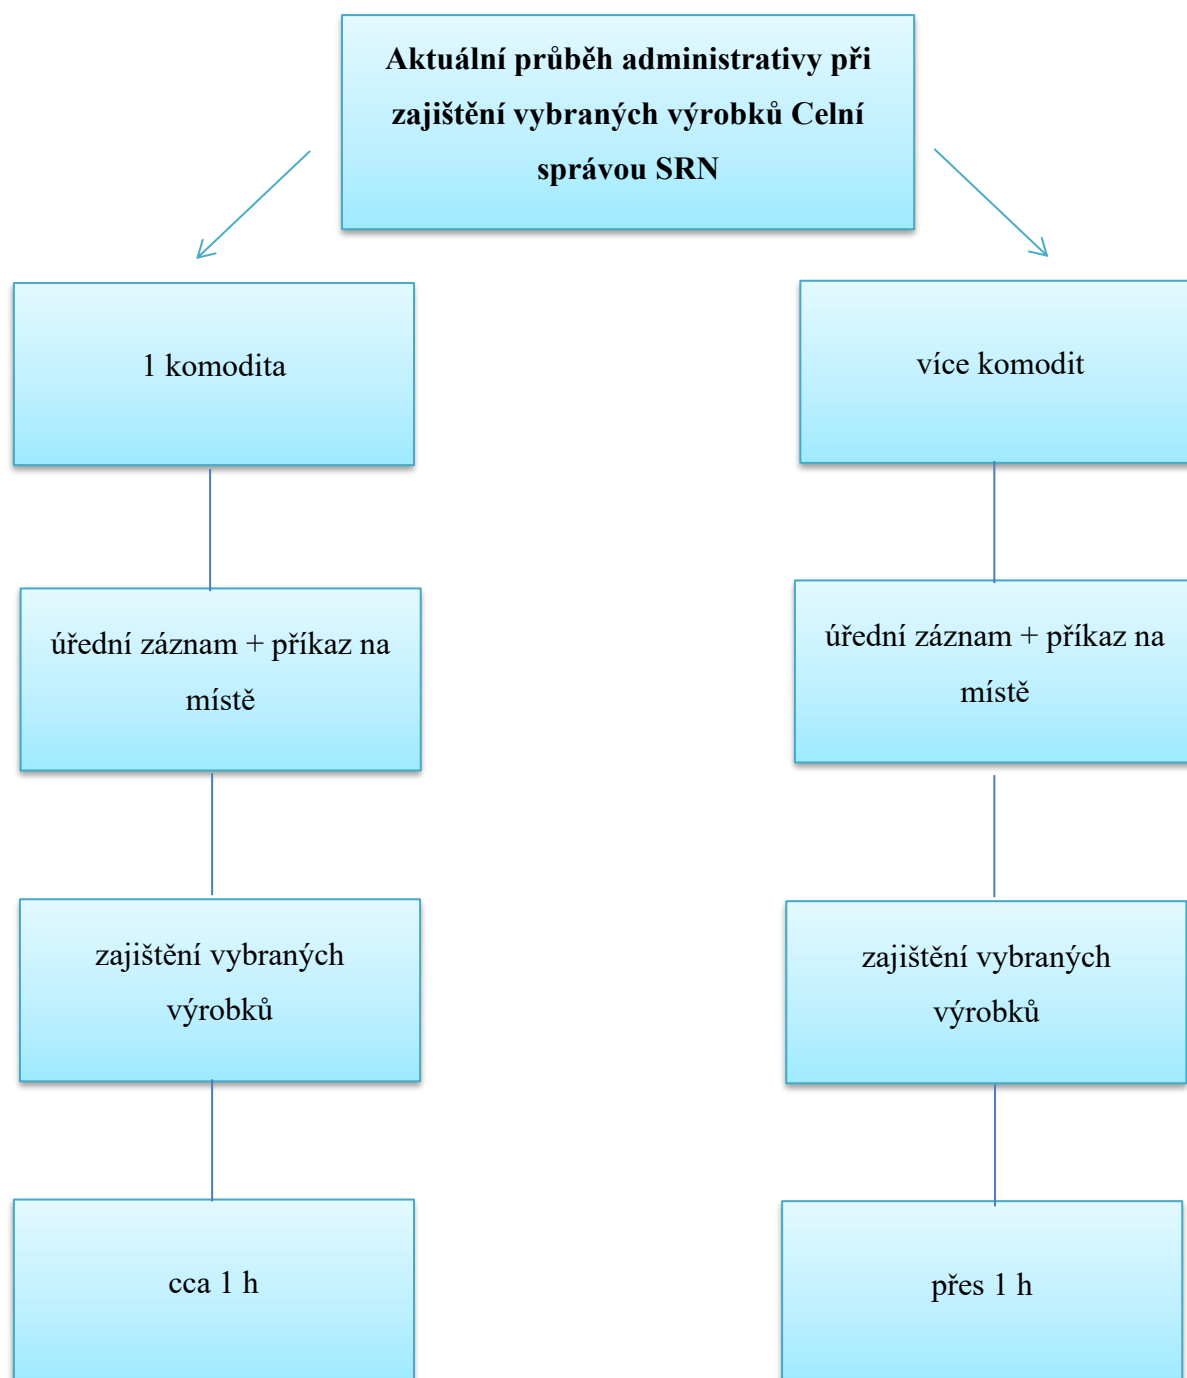 Aktuální průběh administrativy při
zajištění vybraných výrobků Celní
správou SRN
1 komodita
více komodit
úřední záznam + příkaz na
místě
úřední záznam + příkaz na
místě
zajištění vybraných
výrobků
zajištění vybraných
výrobků
cca 1 h
přes 1 h